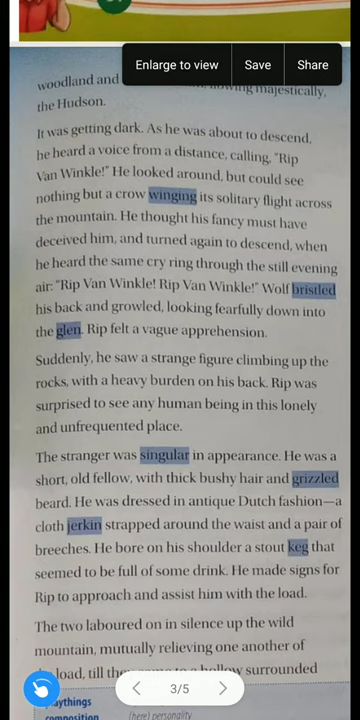 Enlarge to view Save Share
woodland and majestically,
the Hudson.
It was getting dark. As he was about to descend,
he heard a voice from a distance, calling, "Rip
Van Winkle!" He looked around, but could see
nothing but a crow winging its solitary flight across
the mountain. He thought his fancy must have
deceived him, and turned again to descend, when
he heard the same cry ring through the still evening
air: "Rip Van Winkle! Rip Van Winkle!" Wolf bristled
his back and growled, looking fearfully down into
the glen. Rip felt a vague apprehension.
Suddenly, he saw a strange figure climbing up the
rocks, with a heavy burden on his back. Rip was
surprised to see any human being in this lonely
and unfrequented place.
The stranger was singular in appearance. He was a
short, old fellow, with thick bushy hair and grizzled
beard. He was dressed in antique Dutch fashion—a
cloth jerkin strapped around the waist and a pair of
breeches. He bore on his shoulder a stout keg that
seemed to be full of some drink. He made signs for
Rip to approach and assist him with the load.
The two laboured on in silence up the wild
mountain, mutually relieving one another of
load, till they came to a hollow surrounded
3/5
playthings
composition (here) personality